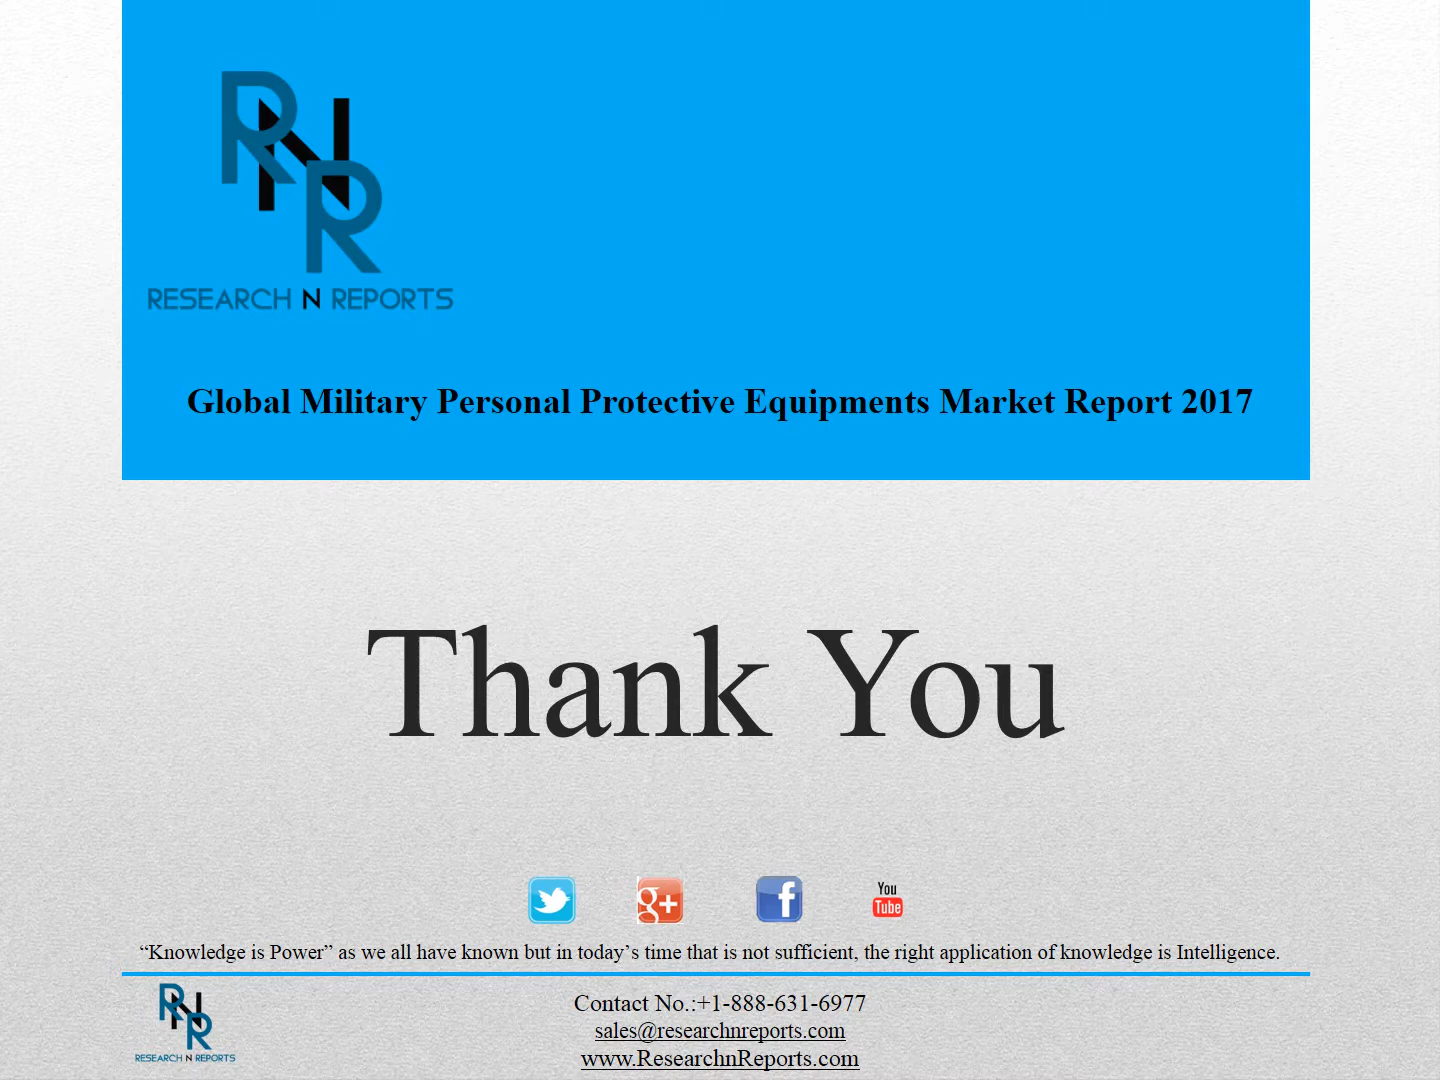 RNR
RESEARCH N REPORTS
Global Military Personal Protective Equipments Market Report 2017
Thank You
g+
f
You
Tube
“Knowledge is Power” as we all have known but in today’s time that is not sufficient, the right application of knowledge is Intelligence.
RNR
RESEARCH N REPORTS
Contact No.:+1-888-631-6977
sales@researchnreports.com
www.ResearchnReports.com